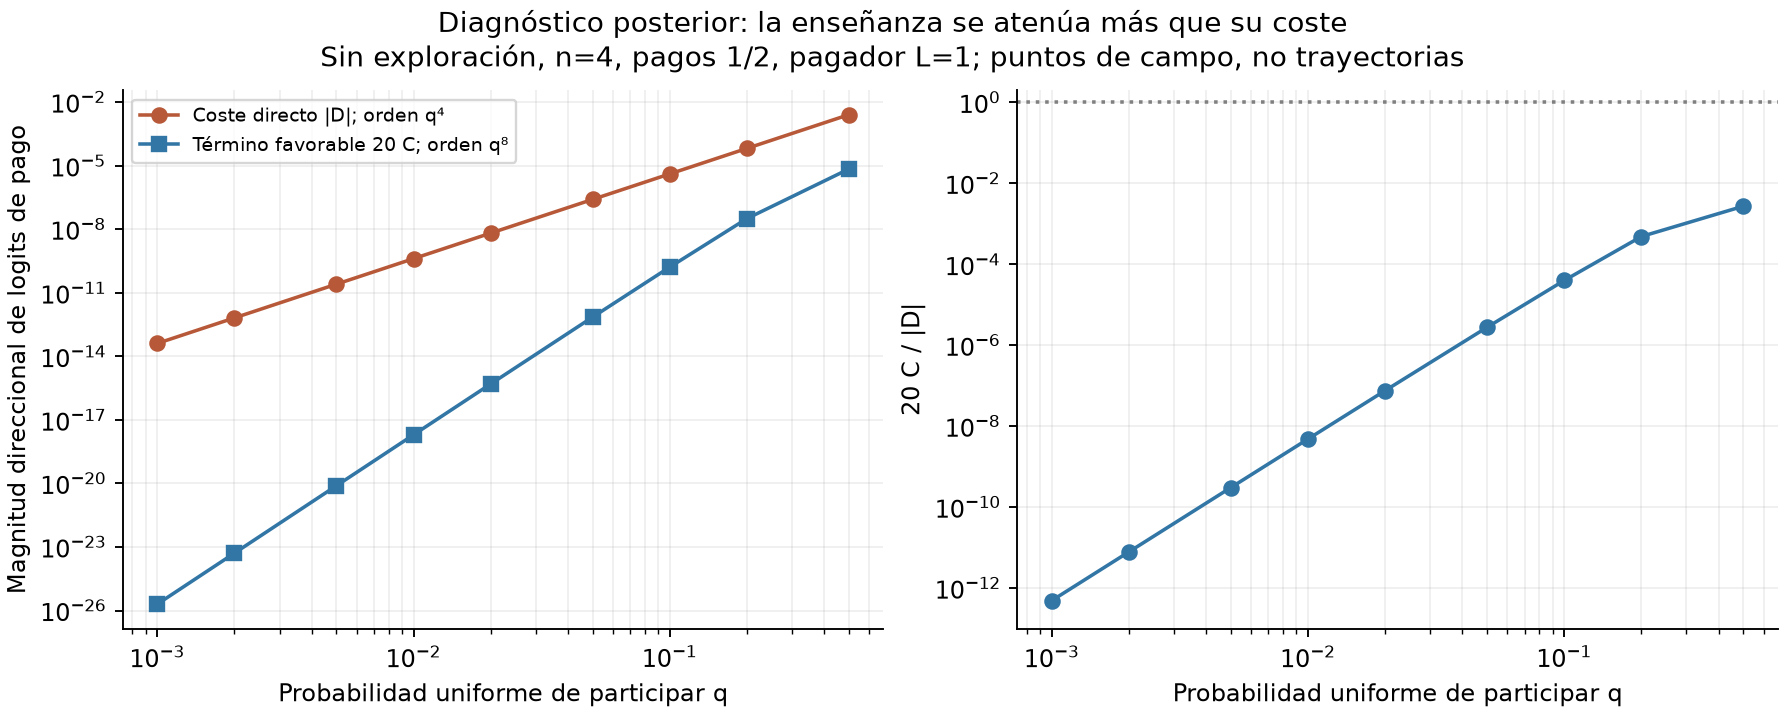 Diagnóstico posterior: la enseñanza se atenúa más que su coste
Sin exploración, n=4, pagos 1/2, pagador L=1; puntos de campo, no trayectorias
Magnitud direccional de logits de pago
10⁻²
10⁻⁵
10⁻⁸
10⁻¹¹
10⁻¹⁴
10⁻¹⁷
10⁻²⁰
10⁻²³
10⁻²⁶
Coste directo |D|; orden q⁴
Término favorable 20 C; orden q⁸
10⁻³
10⁻²
10⁻¹
Probabilidad uniforme de participar q
20 C / |D|
10⁰
10⁻²
10⁻⁴
10⁻⁶
10⁻⁸
10⁻¹⁰
10⁻¹²
10⁻³
10⁻²
10⁻¹
Probabilidad uniforme de participar q